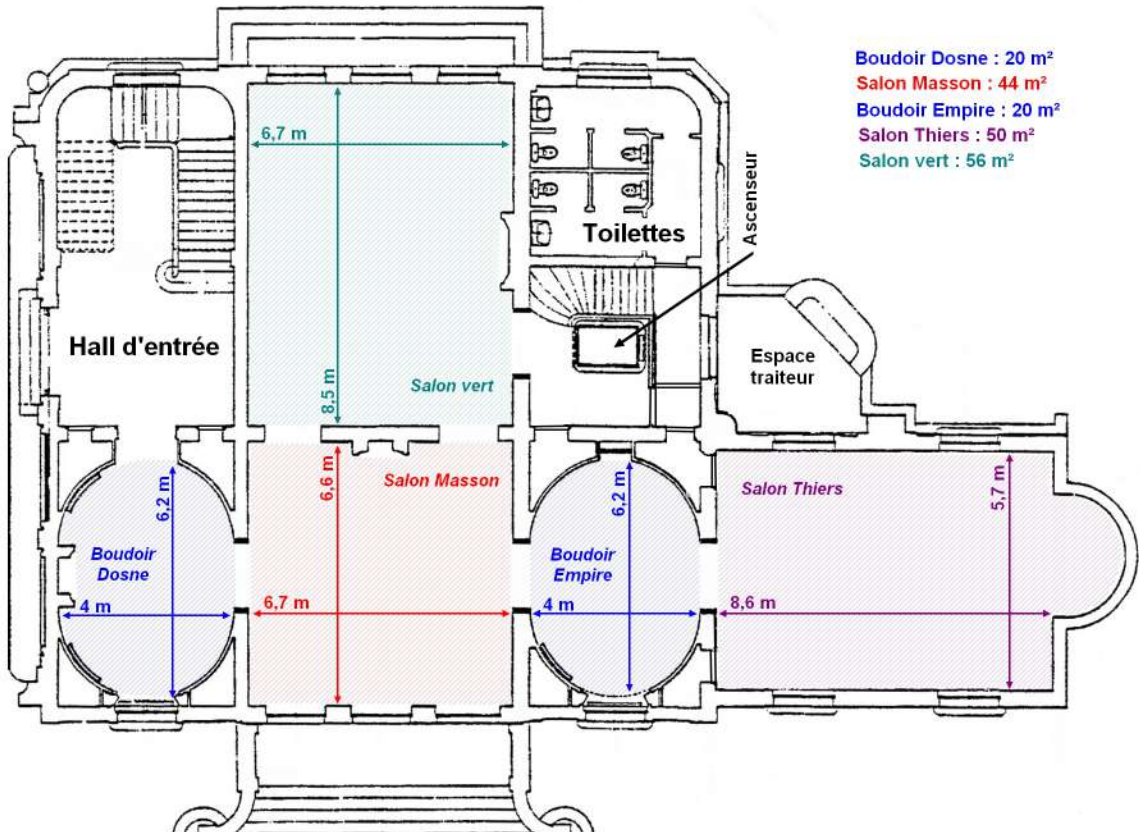 Boudoir Dosne : 20 m²
Salon Masson : 44 m²
Boudoir Empire : 20 m²
Salon Thiers : 50 m²
Salon vert : 56 m²
6,7 m
Ascenseur
Toilettes
Hall d'entrée
Espace
traiteur
Salon vert
8,5 m
6,6 m
Salon Masson
6,2 m
6,2 m
Salon Thiers
5,7 m
Boudoir
Dosne
Boudoir
Empire
4 m
6,7 m
4 m
8,6 m